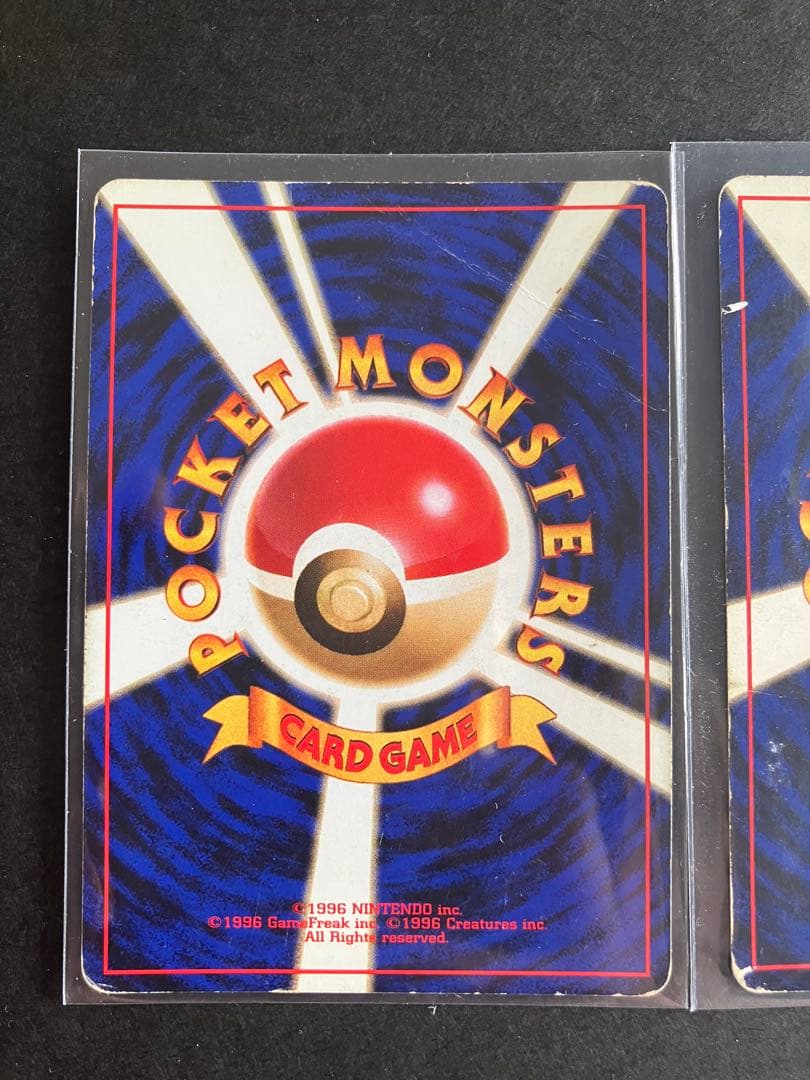 POCKET MONSTERS
CARD GAME
©1996 NINTENDO inc.
©1996 GameFreak inc. ©1996 Creatures inc.
All Rights reserved.